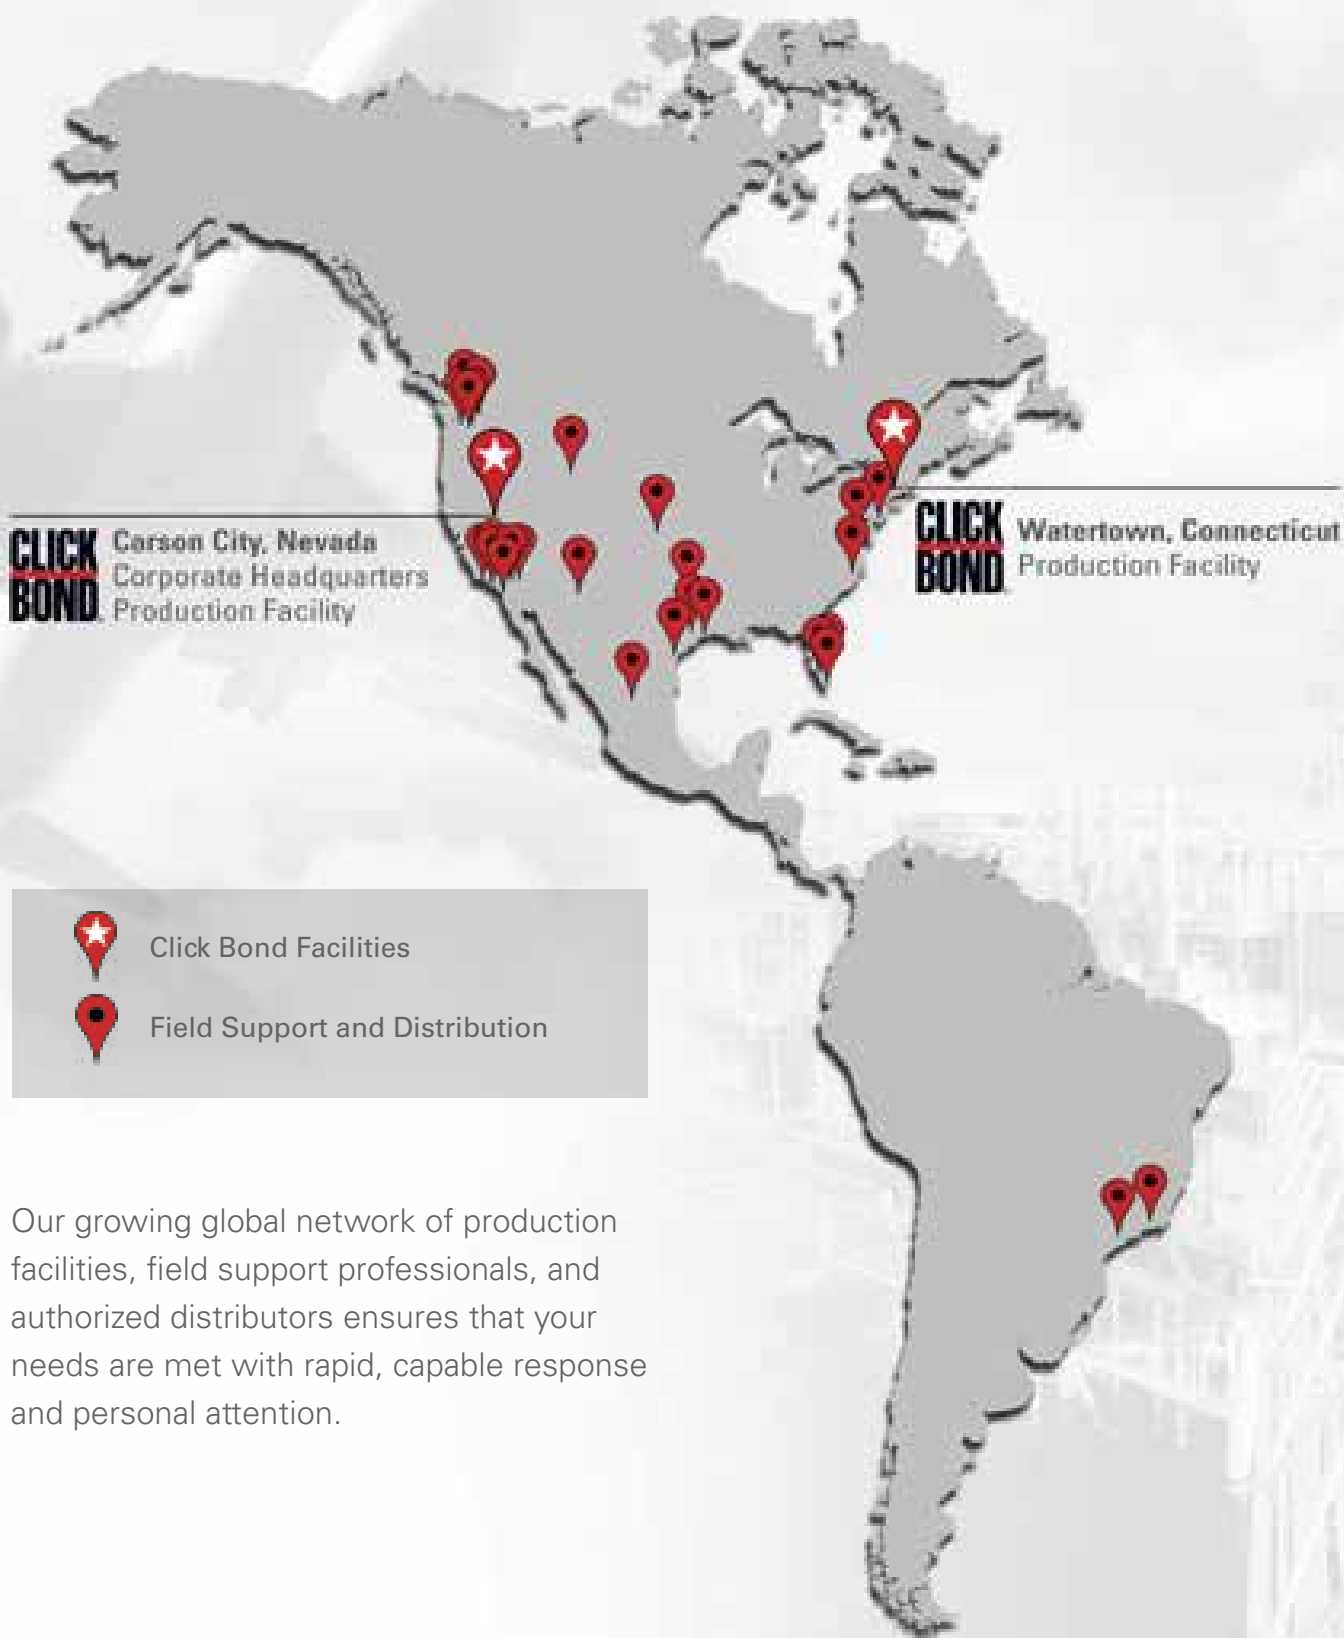 CLICK
BOND
Carson City, Nevada
Corporate Headquarters
Production Facility
CLICK
BOND
Watertown, Connecticut
Production Facility
Click Bond Facilities
Field Support and Distribution
Our growing global network of production
facilities, field support professionals, and
authorized distributors ensures that your
needs are met with rapid, capable response
and personal attention.